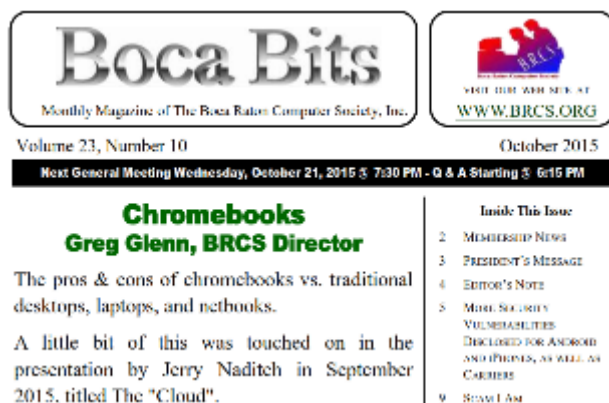 Boca Bits
Monthly Magazine of The Boca Raton Computer Society, Inc.
BRCS
Boca Raton Computer Society
VISIT OUR WEB SITE AT
WWW.BRCS.ORG
Volume 23, Number 10
October 2015
Next General Meeting Wednesday, October 21, 2015 @ 7:30 PM - Q & A Starting @ 6:15 PM
Chromebooks
Greg Glenn, BRCS Director
The pros & cons of chromebooks vs. traditional
desktops, laptops, and netbooks.
A little bit of this was touched on in the
presentation by Jerry Naditch in September
2015, titled The "Cloud".
Inside This Issue
2 MEMBERSHIP NEWS
3 PRESIDENT'S MESSAGE
4 EDITOR'S NOTE
5 MORE SECURITY
VULNERABILITIES
DISCLOSED FOR ANDROID
AND IPHONES, AS WELL AS
CARRIERS
9 SCAM I AM